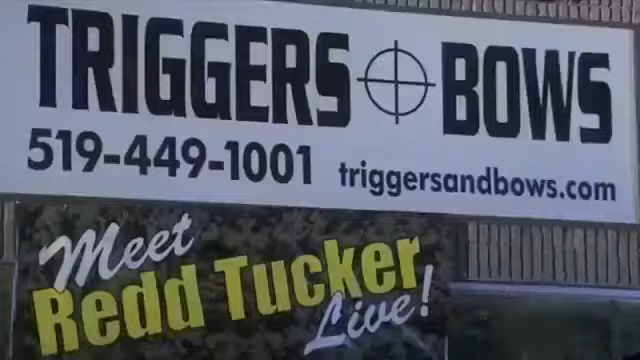 TRIGGERS BOWS
519-449-1001 triggersandbows.com
Meet
Redd Tucker
Live!